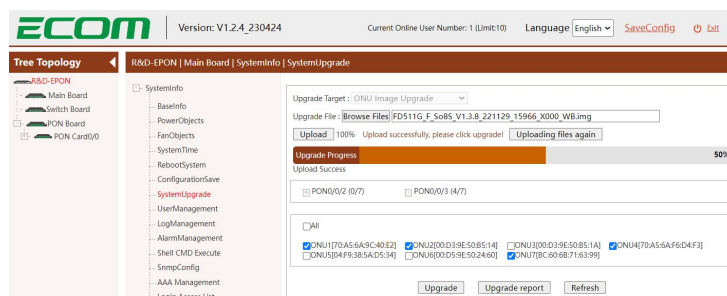 ECOM
Version: V1.2.4_230424
Current Online User Number: 1 (Limit:10)
Language English SaveConfig Exit
Tree Topology
R&D-EPON | Main Board | SystemInfo | SystemUpgrade
R&D-EPON
Main Board
Switch Board
PON Board
PON Card0/0
SystemInfo
BaseInfo
PowerObjects
FanObjects
SystemTime
RebootSystem
ConfigurationSave
SystemUpgrade
UserManagement
LogManagement
AlarmManagement
Shell CMD Execute
SnmpConfig
AAA Management
Login Access List
Upgrade Target : ONU Image Upgrade
Upgrade File : Browse Files FD511G_F_So8S_V1.3.8_221129_15966_X000_WB.img
Upload 100% Upload successfully, please click upgrade! Uploading files again
Upgrade Progress 50%
Upload Success
PON0/0/2 (0/7) PON0/0/3 (4/7)
All
ONU1[70:A5:6A:9C:40:E2] ONU2[00:D3:9E:50:B5:14] ONU3[00:D3:9E:50:B5:1A] ONU4[70:A5:6A:F6:D4:F3]
ONU5[04:F9:38:5A:D5:34] ONU6[00:D5:9E:50:24:60] ONU7[BC:60:6B:71:63:99]
Upgrade Upgrade report Refresh